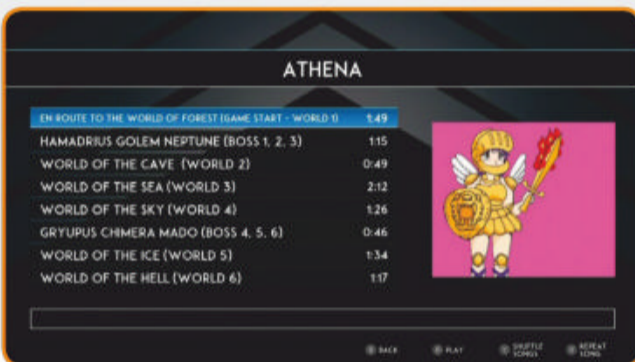 ATHENA
EN ROUTE TO THE WORLD OF FOREST (GAME START - WORLD 1) 1:49
HAMADRIUS GOLEM NEPTUNE (BOSS 1, 2, 3) 1:15
WORLD OF THE CAVE (WORLD 2) 0:49
WORLD OF THE SEA (WORLD 3) 2:12
WORLD OF THE SKY (WORLD 4) 1:26
GRYUPUS CHIMERA MADO (BOSS 4, 5, 6) 0:46
WORLD OF THE ICE (WORLD 5) 1:34
WORLD OF THE HELL (WORLD 6) 1:17
BACK PLAY SHUFFLE SONGS REPEAT SONG